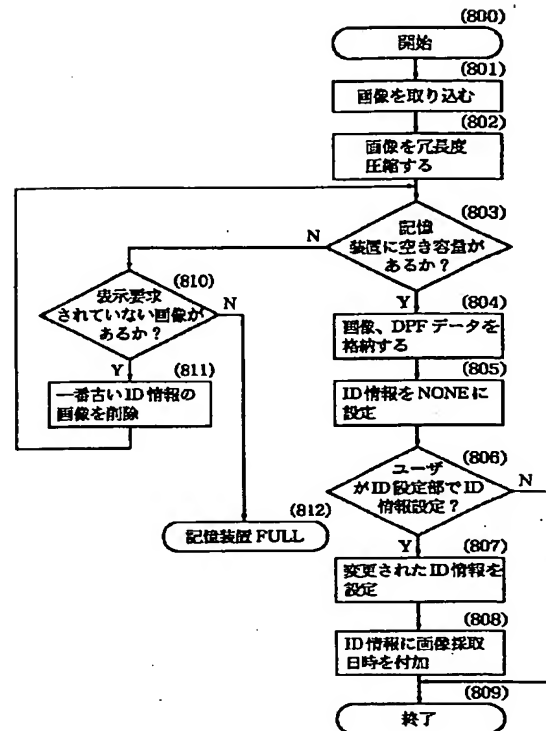 (800)
開始
(801)
画像を取り込む
(802)
画像を冗長度
圧縮する
(803)
記憶
装置に空き容量が
あるか？
N
Y
(810)
表示要求
されていない画像が
あるか？
N
Y
(811)
一番古いID情報の
画像を削除
(804)
画像、DPFデータを
格納する
(805)
ID情報をNONEに
設定
(806)
ユーザ
がID設定部でID
情報設定？
N
Y
(812)
記憶装置FULL
(807)
変更されたID情報を
設定
(808)
ID情報に画像採取
日時を付加
(809)
終了